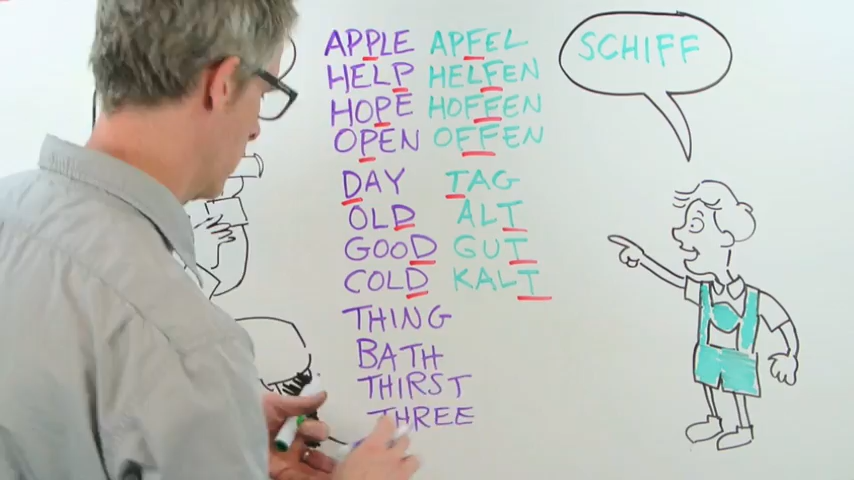 APPLE APFEL
HELP HELFEN
HOPE HOFFEN
OPEN OFFEN
DAY TAG
OLD ALT
GOOD GUT
COLD KALT
THING
BATH
THIRST
THREE
SCHIFF